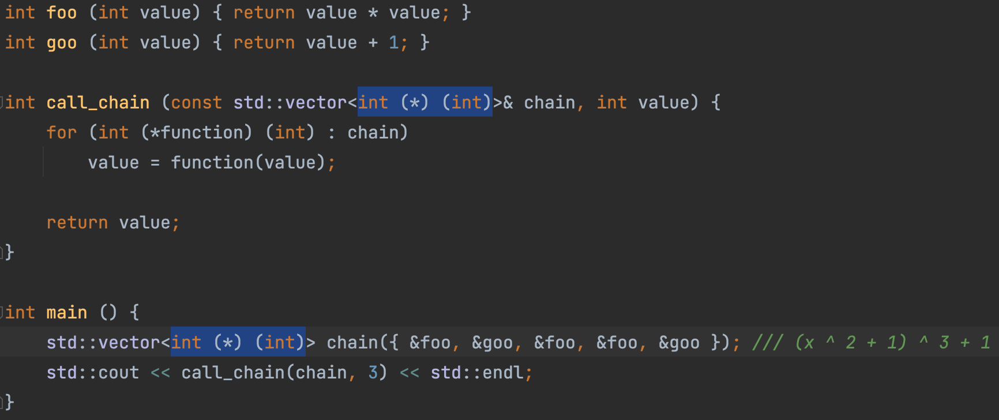 int foo (int value) { return value * value; }
int goo (int value) { return value + 1; }
int call_chain (const std::vector<int (*) (int)>& chain, int value) {
for (int (*function) (int) : chain)
value = function(value);
return value;
}
int main () {
std::vector<int (*) (int)> chain({ &foo, &goo, &foo, &foo, &goo }); /// (x ^ 2 + 1) ^ 3 + 1
std::cout << call_chain(chain, 3) << std::endl;
}